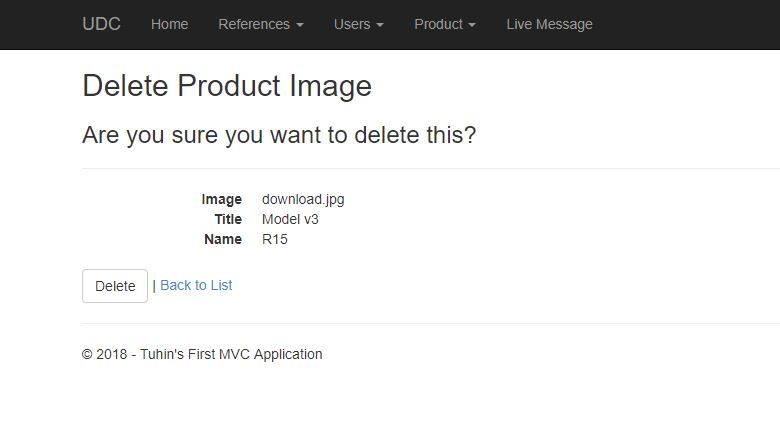 UDC Home References Users Product Live Message
Delete Product Image
Are you sure you want to delete this?
Image download.jpg
Title Model v3
Name R15
Delete | Back to List
© 2018 - Tuhin's First MVC Application